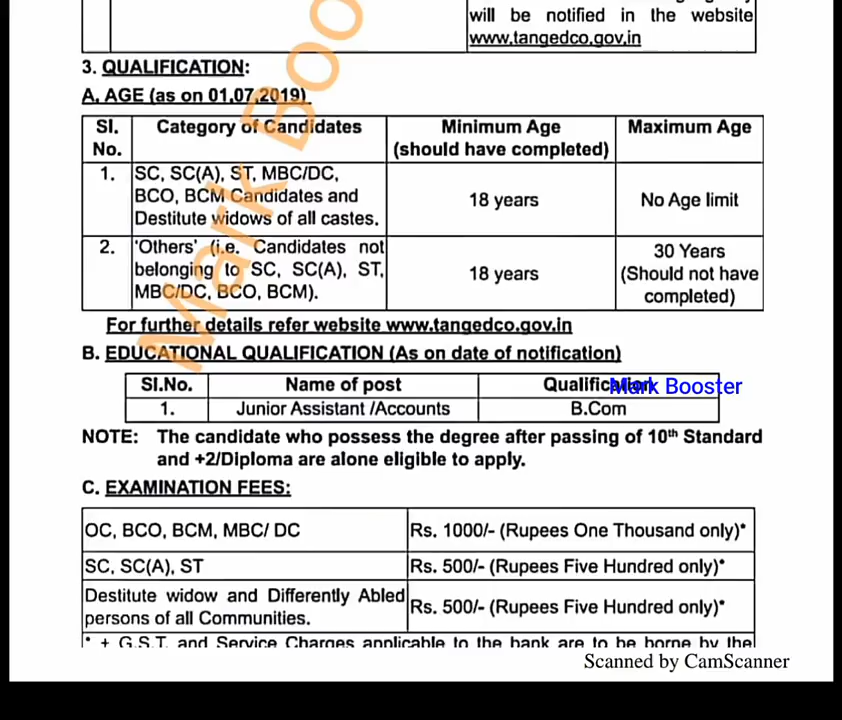 will be notified in the website
www.tangedco.gov.in
3. QUALIFICATION:
A. AGE (as on 01.07.2019)
Sl. No. Category of Candidates Minimum Age (should have completed) Maximum Age
1. SC, SC(A), ST, MBC/DC,
BCO, BCM Candidates and
Destitute widows of all castes.
18 years
No Age limit
2. 'Others' (i.e. Candidates not
belonging to SC, SC(A), ST,
MBC/DC, BCO, BCM).
18 years
30 Years
(Should not have
completed)
For further details refer website www.tangedco.gov.in
B. EDUCATIONAL QUALIFICATION (As on date of notification)
Sl.No. Name of post Qualification
Mark Booster
1. Junior Assistant /Accounts B.Com
NOTE: The candidate who possess the degree after passing of 10th Standard
and +2/Diploma are alone eligible to apply.
C. EXAMINATION FEES:
OC, BCO, BCM, MBC/ DC Rs. 1000/- (Rupees One Thousand only)*
SC, SC(A), ST Rs. 500/- (Rupees Five Hundred only)*
Destitute widow and Differently Abled
persons of all Communities.
Rs. 500/- (Rupees Five Hundred only)*
* + G.S.T. and Service Charges applicable to the bank are to be borne by the
Scanned by CamScanner
Mark Boo